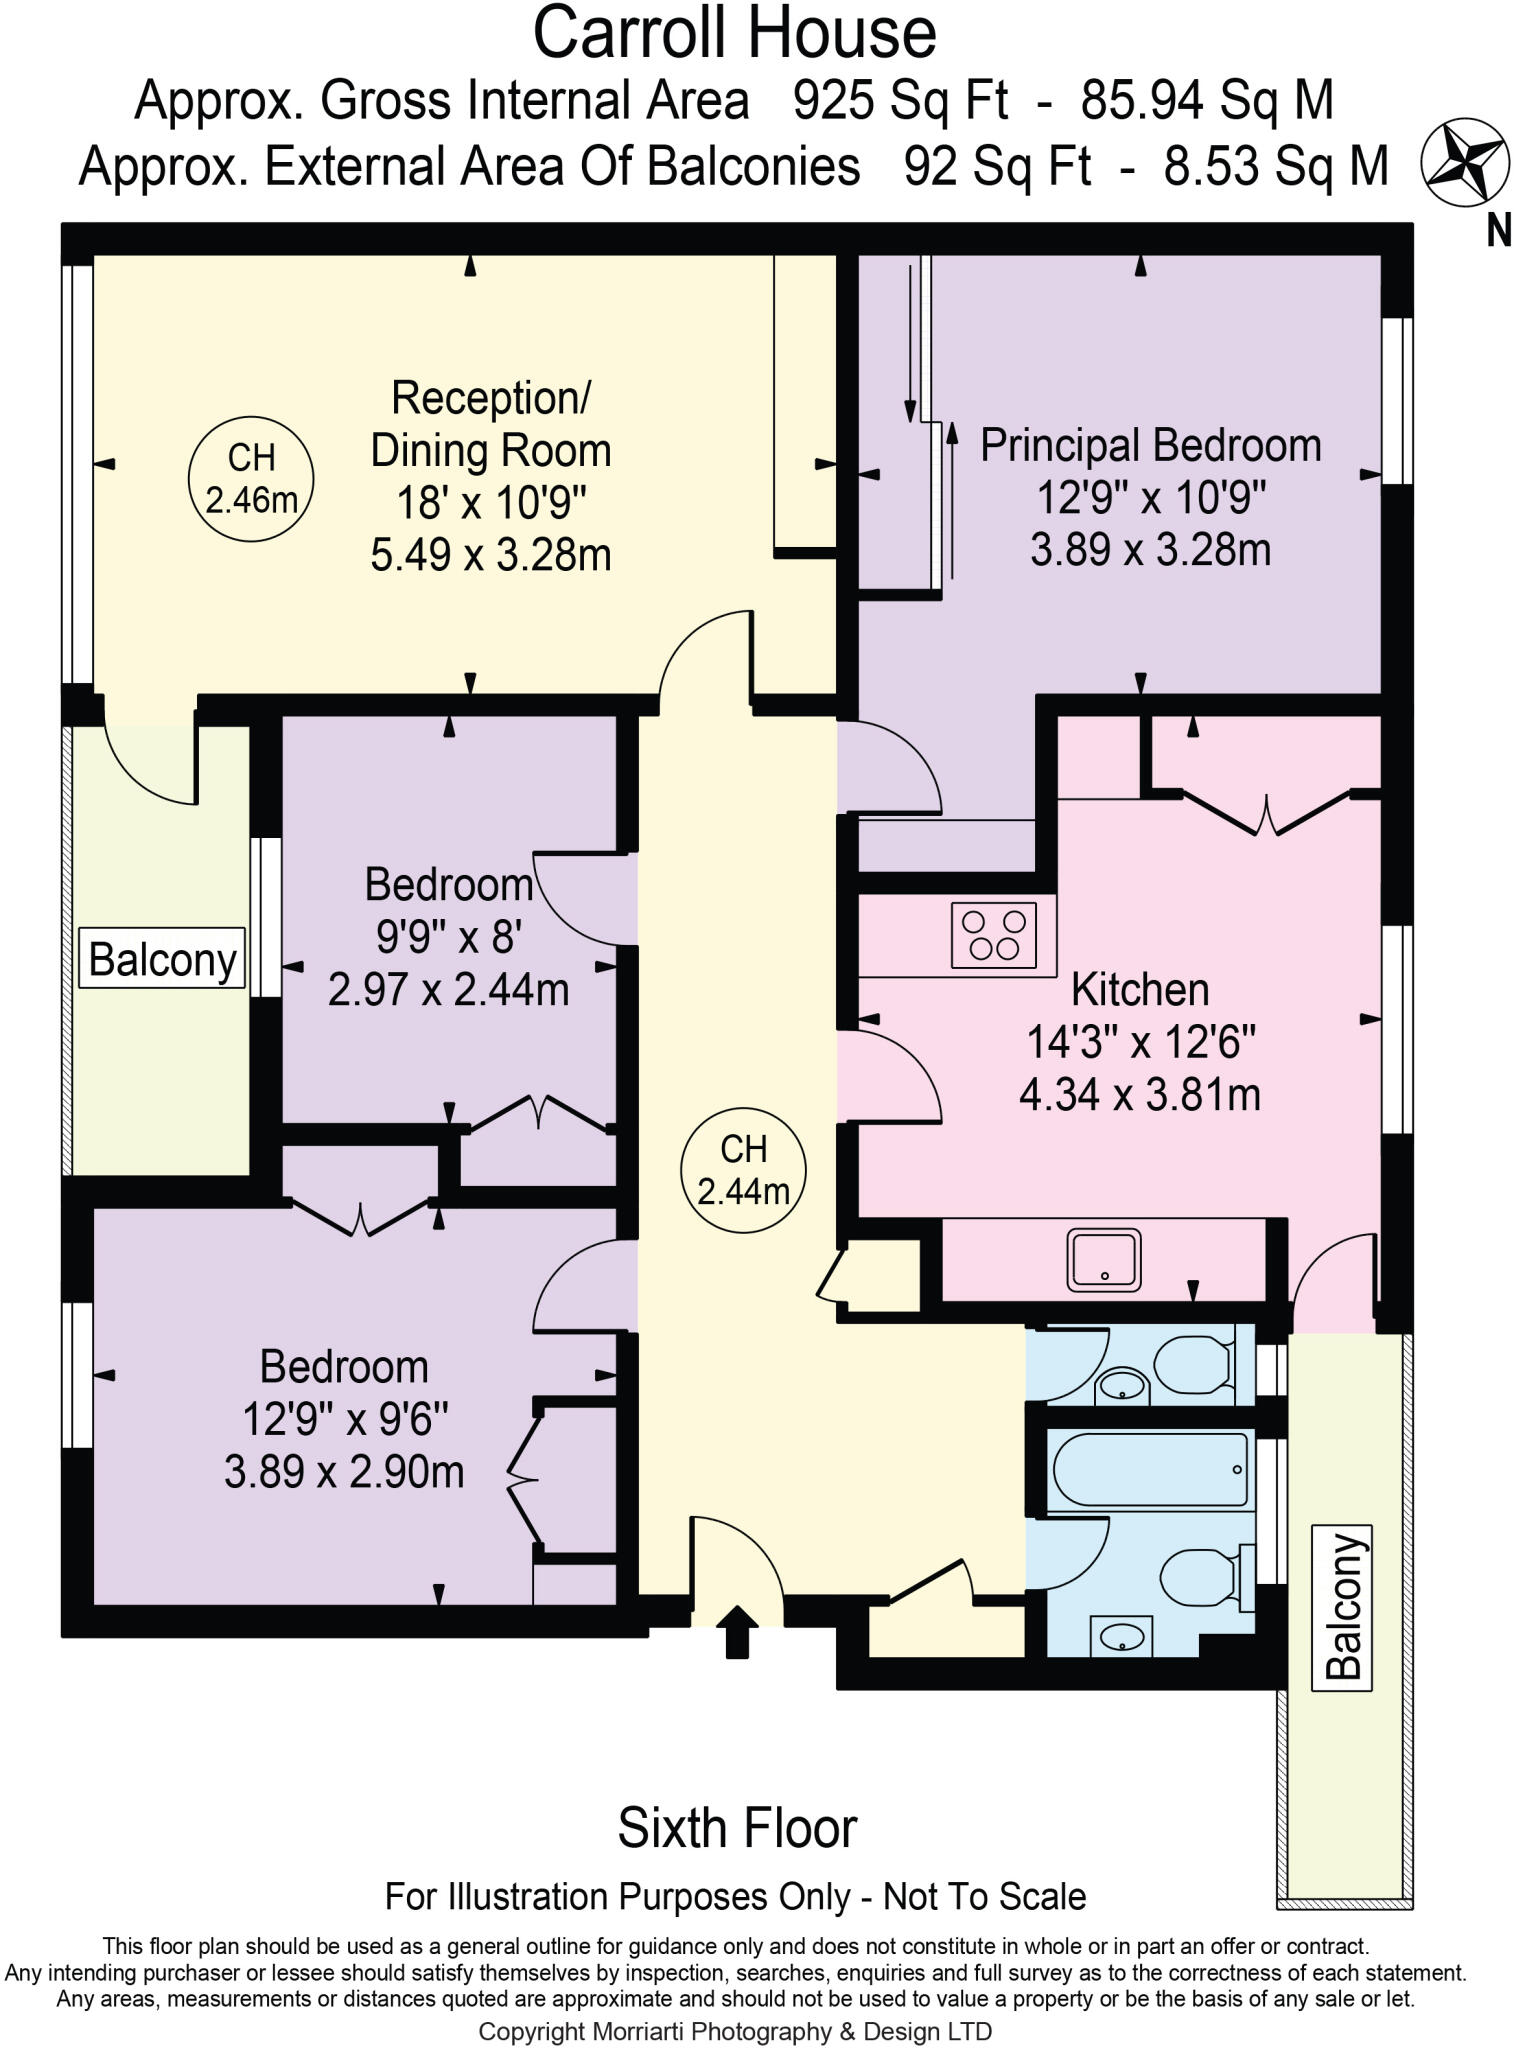 Carroll House
Approx. Gross Internal Area 925 Sq Ft - 85.94 Sq M
Approx. External Area Of Balconies 92 Sq Ft - 8.53 Sq M
N
Reception/
Dining Room
18' x 10'9"
5.49 x 3.28m
CH
2.46m
Principal Bedroom
12'9" x 10'9"
3.89 x 3.28m
Bedroom
9'9" x 8'
2.97 x 2.44m
Balcony
Kitchen
14'3" x 12'6"
4.34 x 3.81m
CH
2.44m
Bedroom
12'9" x 9'6"
3.89 x 2.90m
Balcony
Sixth Floor
For Illustration Purposes Only - Not To Scale
This floor plan should be used as a general outline for guidance only and does not constitute in whole or in part an offer or contract.
Any intending purchaser or lessee should satisfy themselves by inspection, searches, enquiries and full survey as to the correctness of each statement.
Any areas, measurements or distances quoted are approximate and should not be used to value a property or be the basis of any sale or let.
Copyright Morriarti Photography & Design LTD